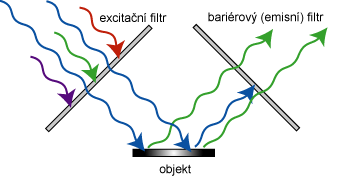 excitační filtr
bariérový (emisní) filtr
objekt